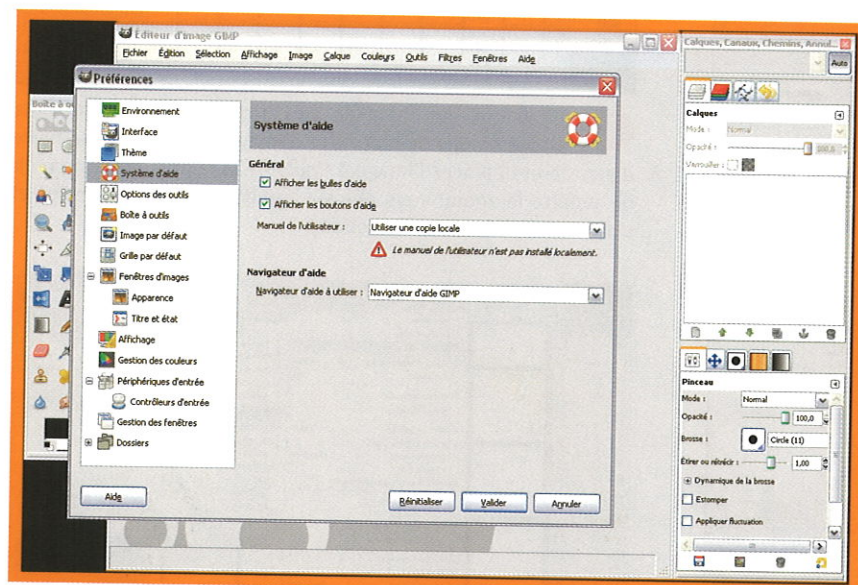 Éditeur d'image GIMP
Fichier Édition Sélection Affichage Image Calque Couleurs Outils Filtres Fenêtres Aide
Calques, Canaux, Chemins, Annul...
Auto
Préférences
Boîte à
Environnement
Interface
Thème
Système d'aide
Options des outils
Boîte à outils
Image par défaut
Grille par défaut
Fenêtres d'images
Apparence
Titre et état
Affichage
Gestion des couleurs
Périphériques d'entrée
Contrôleurs d'entrée
Gestion des fenêtres
Dossiers
Système d'aide
Général
Afficher les bulles d'aide
Afficher les boutons d'aide
Manuel de l'utilisateur : Utiliser une copie locale
Le manuel de l'utilisateur n'est pas installé localement.
Navigateur d'aide
Navigateur d'aide à utiliser : Navigateur d'aide GIMP
Aide
Réinitialiser Valider Annuler
Calques
Mode : Normal
Opacité : 100,0
Verrouiller :
Pinceau
Mode : Normal
Opacité : 100,0
Brosse : Circle (11)
Étirer ou rétrécir : 1,00
Dynamique de la brosse
Estomper
Appliquer fluctuation